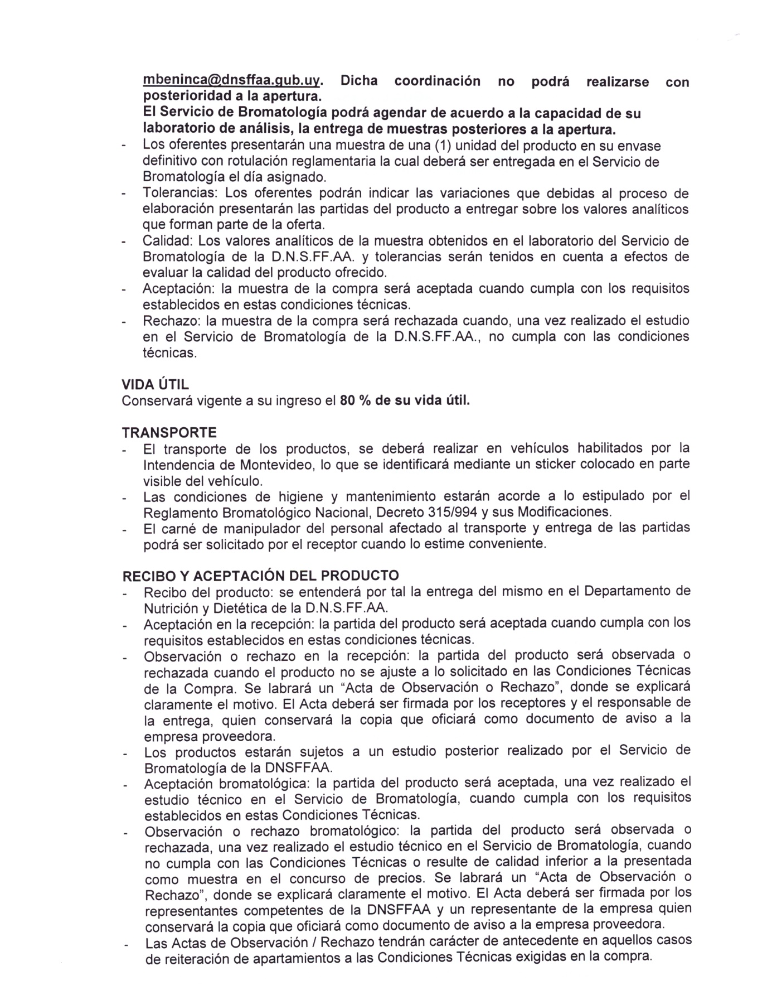 mbeninca@dnsffaa.gub.uy. Dicha coordinación no podrá realizarse con
posterioridad a la apertura.
El Servicio de Bromatología podrá agendar de acuerdo a la capacidad de su
laboratorio de análisis, la entrega de muestras posteriores a la apertura.
- Los oferentes presentarán una muestra de una (1) unidad del producto en su envase
definitivo con rotulación reglamentaria la cual deberá ser entregada en el Servicio de
Bromatología el día asignado.
- Tolerancias: Los oferentes podrán indicar las variaciones que debidas al proceso de
elaboración presentarán las partidas del producto a entregar sobre los valores analíticos
que forman parte de la oferta.
- Calidad: Los valores analíticos de la muestra obtenidos en el laboratorio del Servicio de
Bromatología de la D.N.S.FF.AA. y tolerancias serán tenidos en cuenta a efectos de
evaluar la calidad del producto ofrecido.
- Aceptación: la muestra de la compra será aceptada cuando cumpla con los requisitos
establecidos en estas condiciones técnicas.
- Rechazo: la muestra de la compra será rechazada cuando, una vez realizado el estudio
en el Servicio de Bromatología de la D.N.S.FF.AA., no cumpla con las condiciones
técnicas.
VIDA ÚTIL
Conservará vigente a su ingreso el 80 % de su vida útil.
TRANSPORTE
- El transporte de los productos, se deberá realizar en vehículos habilitados por la
Intendencia de Montevideo, lo que se identificará mediante un sticker colocado en parte
visible del vehículo.
- Las condiciones de higiene y mantenimiento estarán acorde a lo estipulado por el
Reglamento Bromatológico Nacional, Decreto 315/994 y sus Modificaciones.
- El carné de manipulador del personal afectado al transporte y entrega de las partidas
podrá ser solicitado por el receptor cuando lo estime conveniente.
RECIBO Y ACEPTACIÓN DEL PRODUCTO
- Recibo del producto: se entenderá por tal la entrega del mismo en el Departamento de
Nutrición y Dietética de la D.N.S.FF.AA.
- Aceptación en la recepción: la partida del producto será aceptada cuando cumpla con los
requisitos establecidos en estas condiciones técnicas.
- Observación o rechazo en la recepción: la partida del producto será observada o
rechazada cuando el producto no se ajuste a lo solicitado en las Condiciones Técnicas
de la Compra. Se labrará un “Acta de Observación o Rechazo”, donde se explicará
claramente el motivo. El Acta deberá ser firmada por los receptores y el responsable de
la entrega, quien conservará la copia que oficiará como documento de aviso a la
empresa proveedora.
- Los productos estarán sujetos a un estudio posterior realizado por el Servicio de
Bromatología de la DNSFFAA.
- Aceptación bromatológica: la partida del producto será aceptada, una vez realizado el
estudio técnico en el Servicio de Bromatología, cuando cumpla con los requisitos
establecidos en estas Condiciones Técnicas.
- Observación o rechazo bromatológico: la partida del producto será observada o
rechazada, una vez realizado el estudio técnico en el Servicio de Bromatología, cuando
no cumpla con las Condiciones Técnicas o resulte de calidad inferior a la presentada
como muestra en el concurso de precios. Se labrará un “Acta de Observación o
Rechazo”, donde se explicará claramente el motivo. El Acta deberá ser firmada por los
representantes competentes de la DNSFFAA y un representante de la empresa quien
conservará la copia que oficiará como documento de aviso a la empresa proveedora.
- Las Actas de Observación / Rechazo tendrán carácter de antecedente en aquellos casos
de reiteración de apartamientos a las Condiciones Técnicas exigidas en la compra.